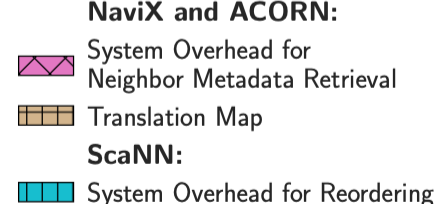 NaviX and ACORN:
System Overhead for
Neighbor Metadata Retrieval
Translation Map
ScaNN:
System Overhead for Reordering